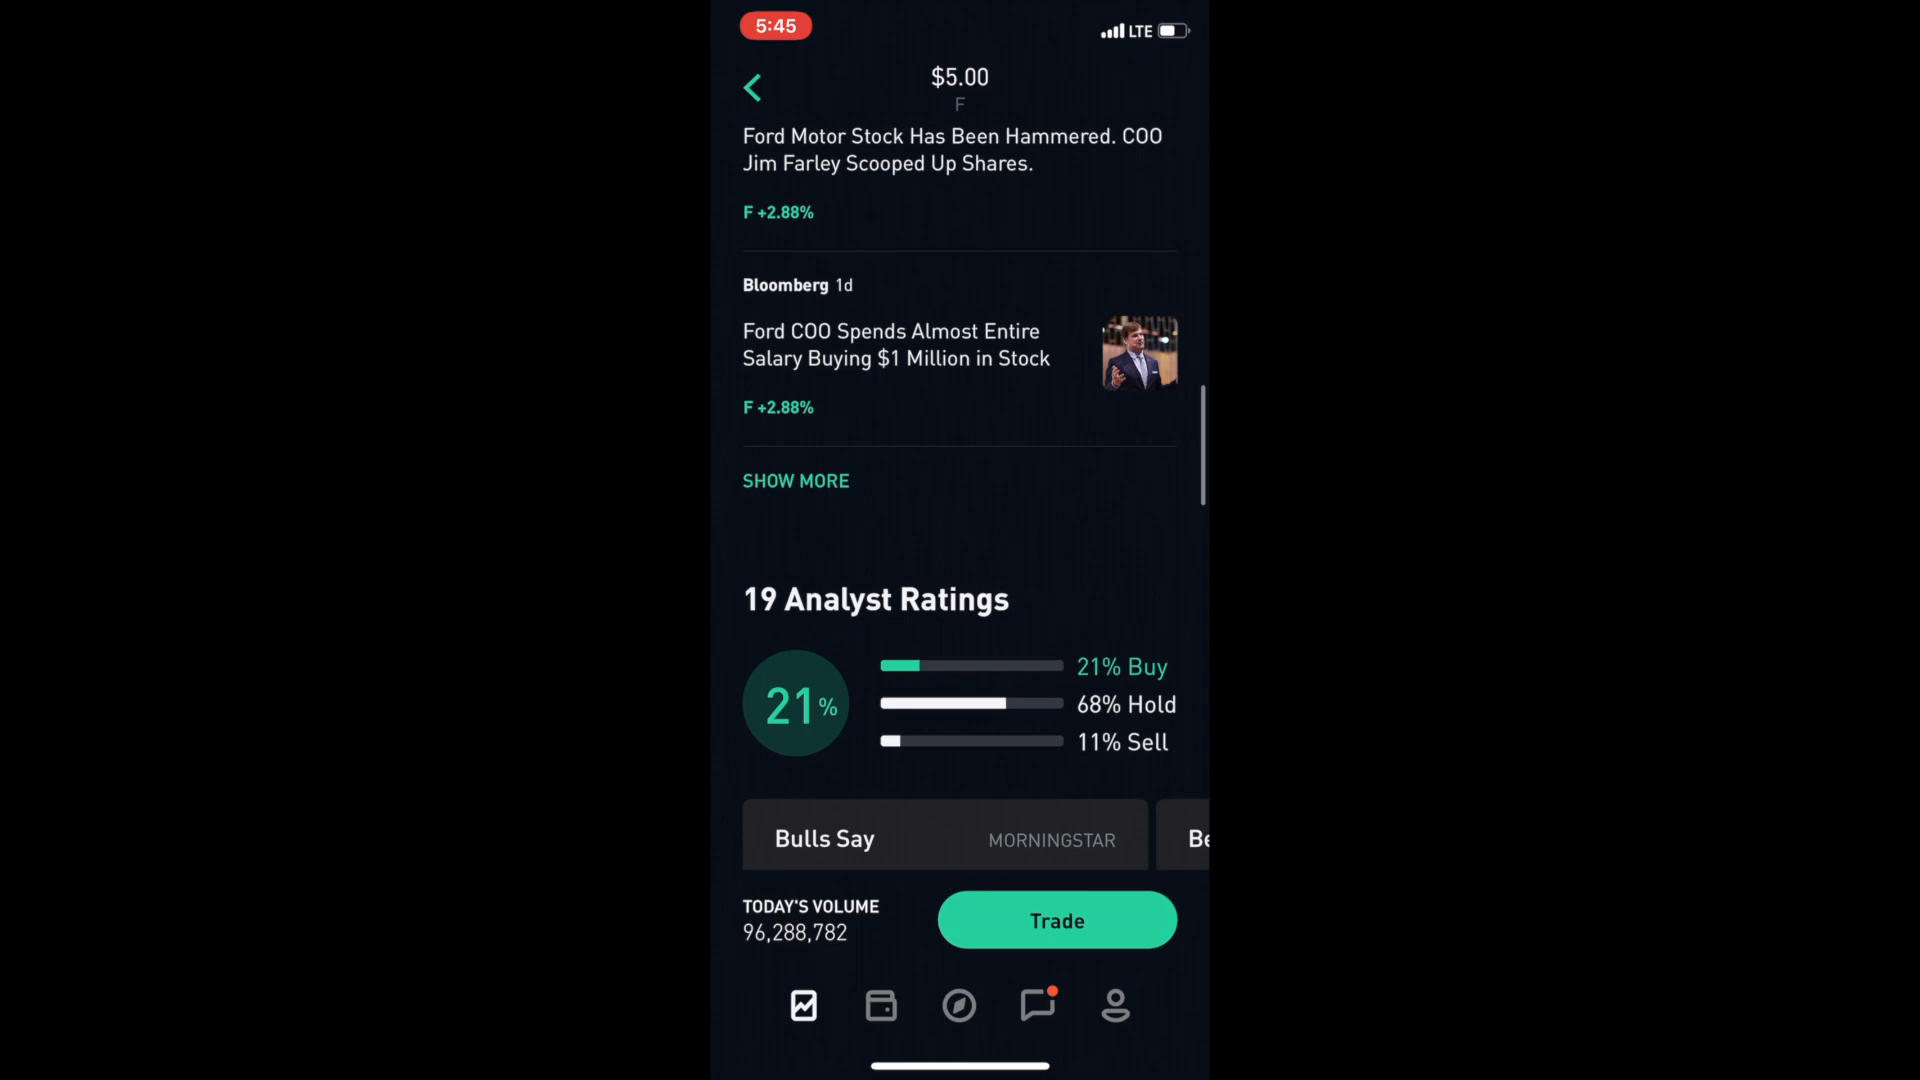 5:45
LTE
$5.00
F
Ford Motor Stock Has Been Hammered. COO
Jim Farley Scooped Up Shares.
F +2.88%
Bloomberg 1d
Ford COO Spends Almost Entire
Salary Buying $1 Million in Stock
F +2.88%
SHOW MORE
19 Analyst Ratings
21%
21% Buy
68% Hold
11% Sell
Bulls Say
MORNINGSTAR
Be
TODAY'S VOLUME
96,288,782
Trade